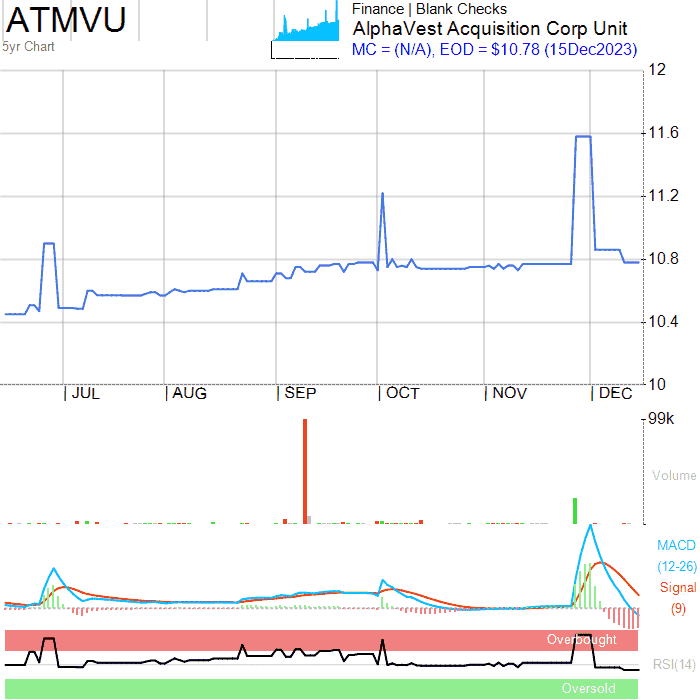 ATMVU
5yr Chart
Finance | Blank Checks
AlphaVest Acquisition Corp Unit
MC = (N/A), EOD = $10.78 (15Dec2023)
12
11.6
11.2
10.8
10.4
10
JUL AUG SEP OCT NOV DEC
99k
Volume
MACD
(12-26)
Signal
(9)
Overbought
RSI(14)
Oversold